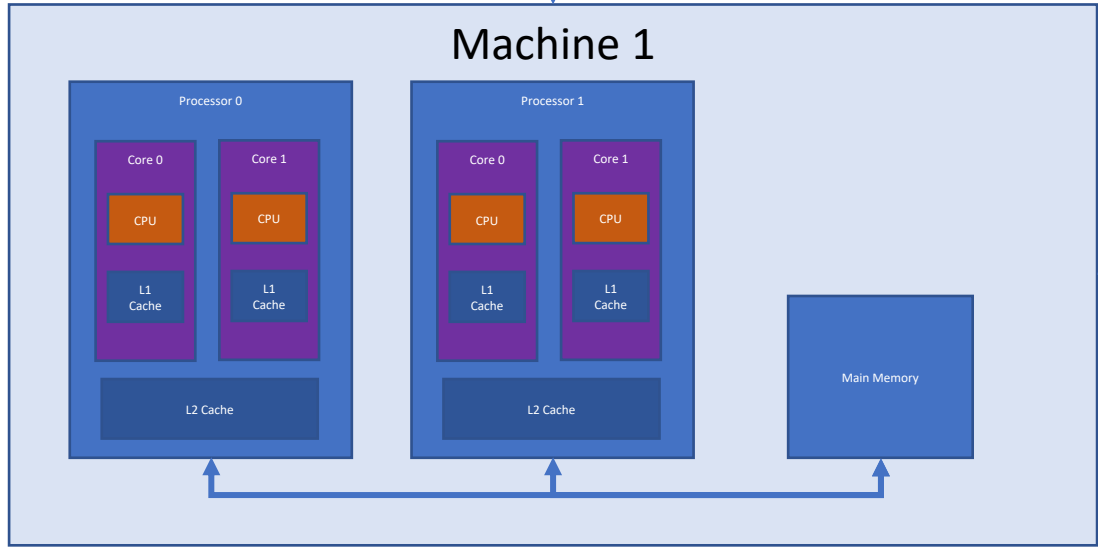 Machine 1
Processor 0
Core 0
CPU
L1
Cache
Core 1
CPU
L1
Cache
L2 Cache
Processor 1
Core 0
CPU
L1
Cache
Core 1
CPU
L1
Cache
L2 Cache
Main Memory